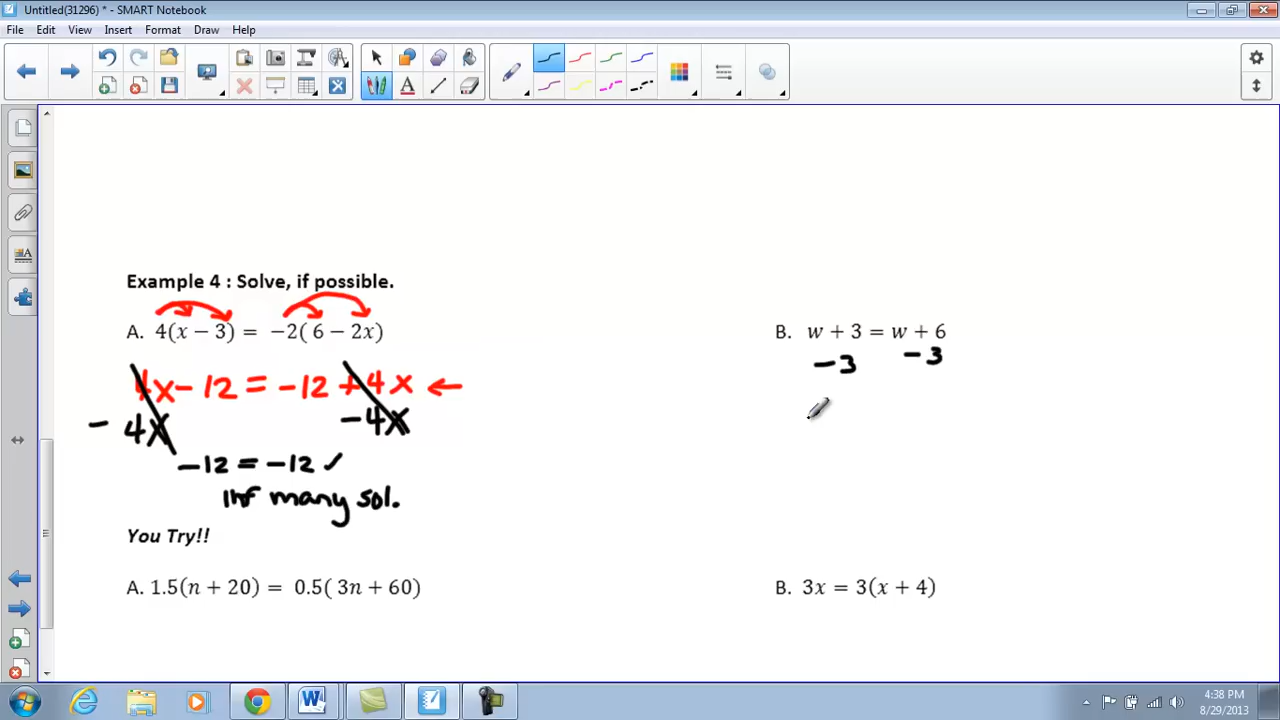 Untitled(31296) * - SMART Notebook
File Edit View Insert Format Draw Help
Example 4 : Solve, if possible.
A. 4(x − 3) = −2( 6 − 2x)
B. w + 3 = w + 6
−3 −3
4x − 12 = −12 + 4x ←
− 4x − 4x
−12 = −12 ✓
Inf many sol.
You Try!!
A. 1.5(n + 20) = 0.5( 3n + 60)
B. 3x = 3(x + 4)
4:38 PM
8/29/2013